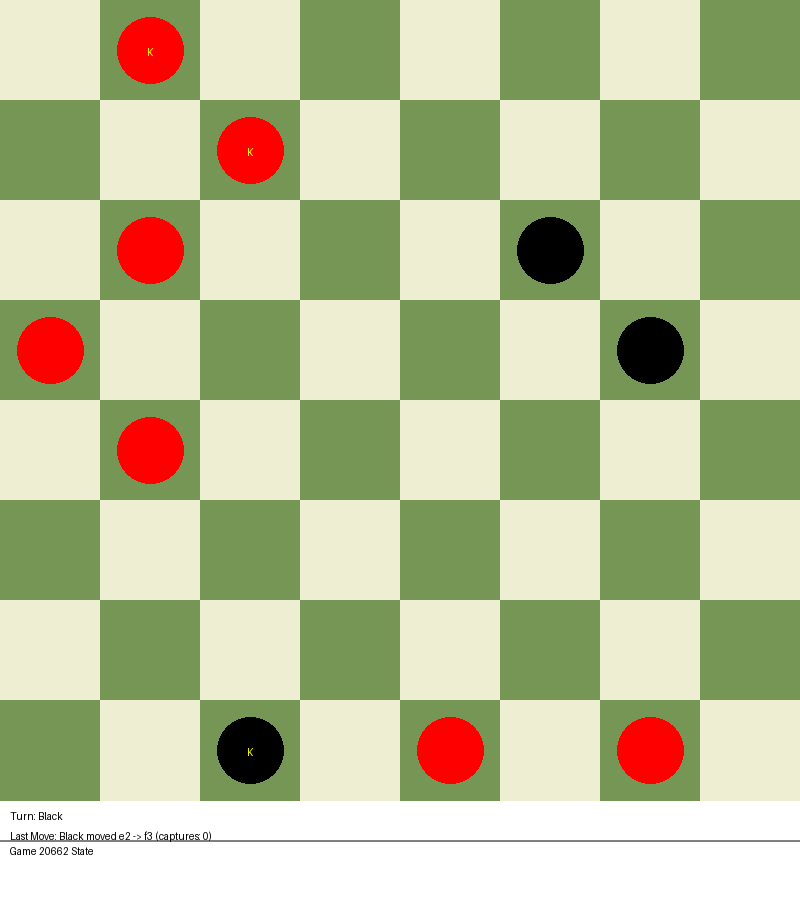 K
K
K
Turn: Black
Last Move: Black moved e2 -> f3 (captures: 0)
Game 20662 State